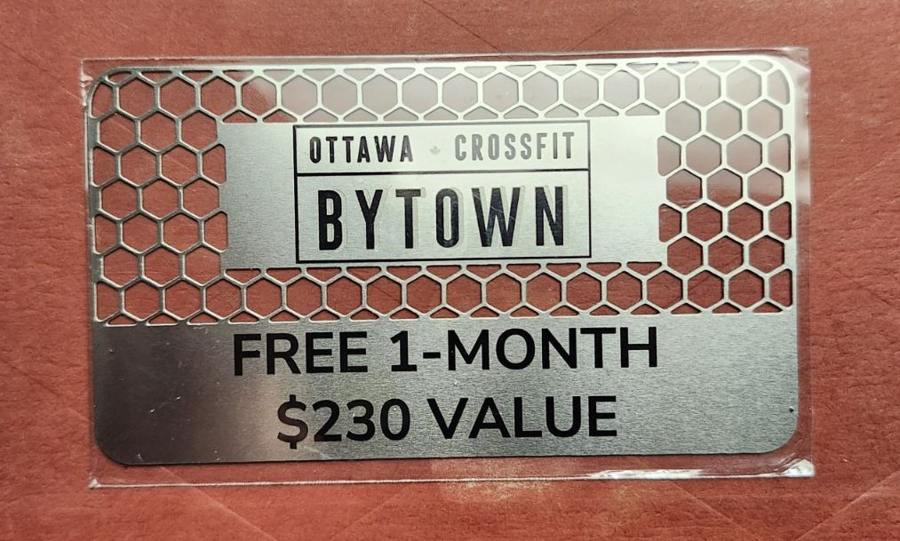 OTTAWA CROSSFIT
BYTOWN
FREE 1-MONTH
$230 VALUE